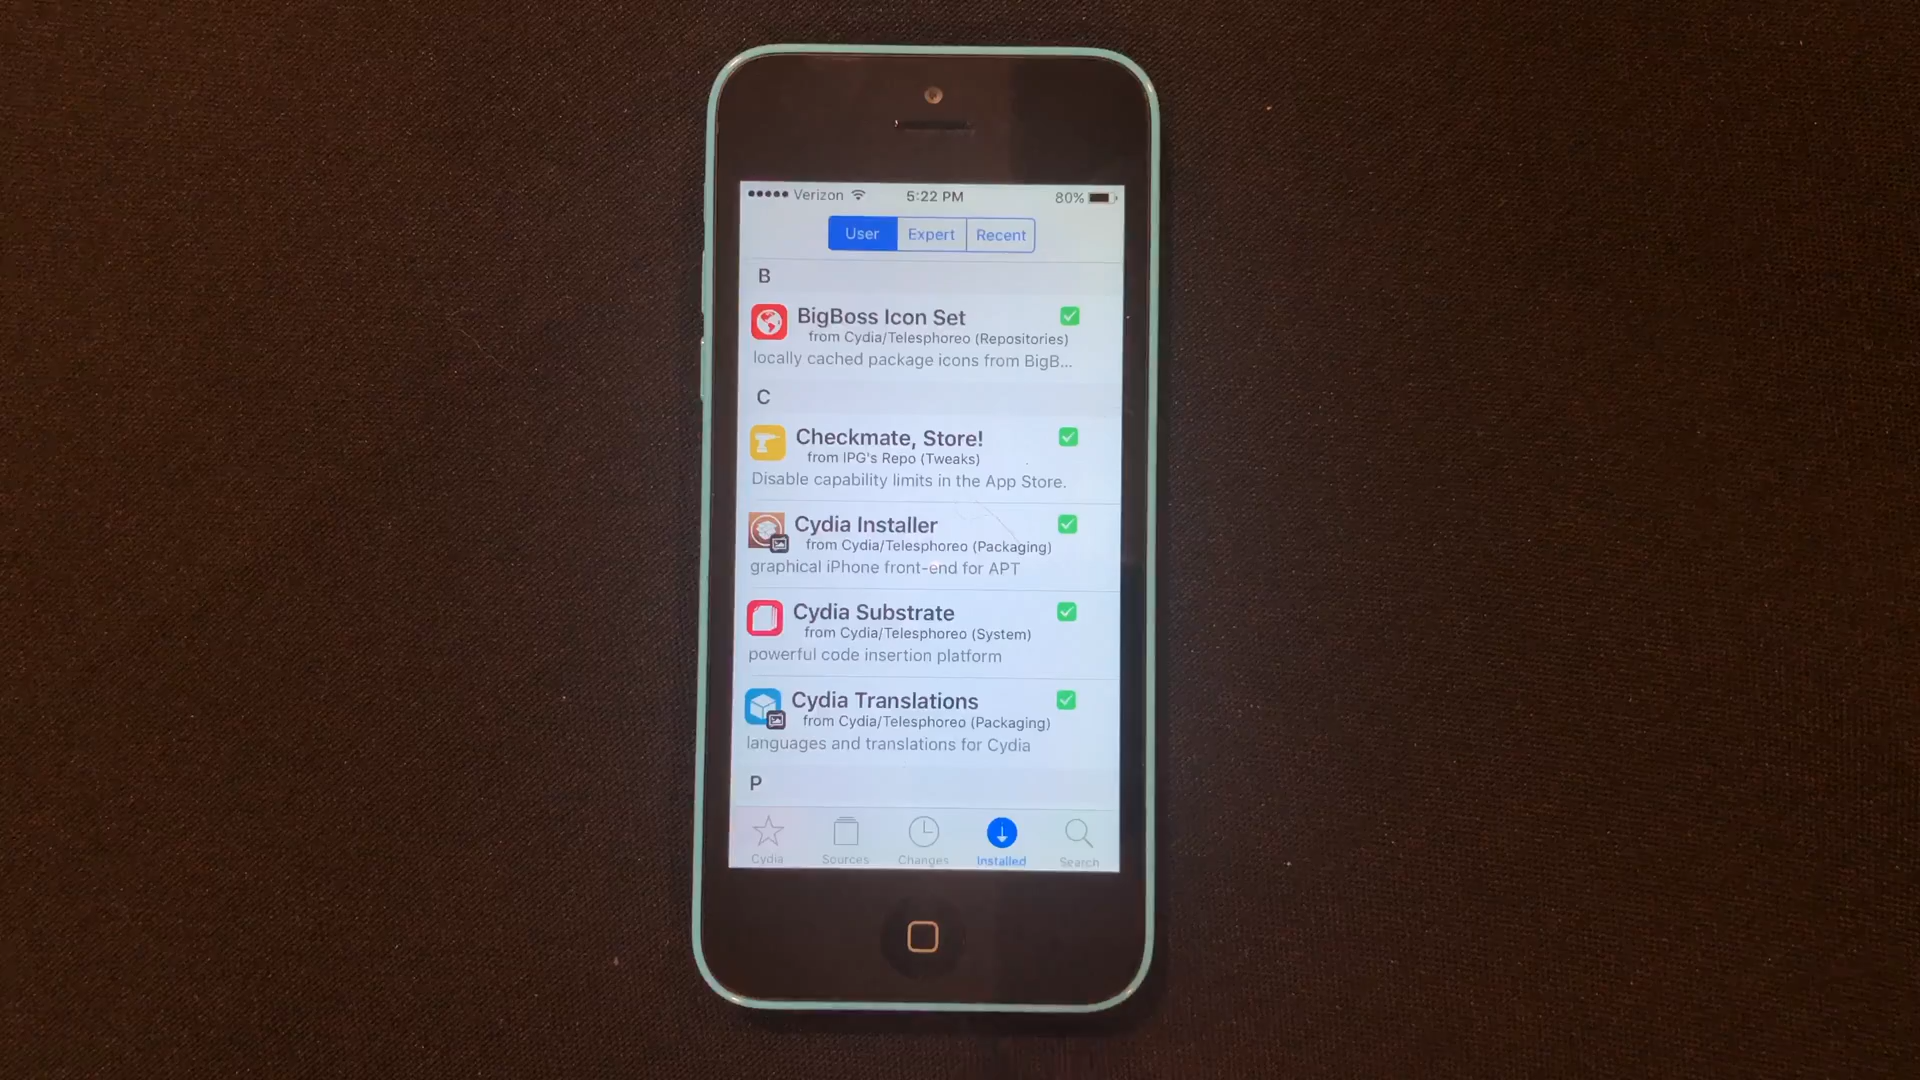 Verizon 5:22 PM 80%
User Expert Recent
B
BigBoss Icon Set
from Cydia/Telesphoreo (Repositories)
locally cached package icons from BigB...
C
Checkmate, Store!
from IPG's Repo (Tweaks)
Disable capability limits in the App Store.
Cydia Installer
from Cydia/Telesphoreo (Packaging)
graphical iPhone front-end for APT
Cydia Substrate
from Cydia/Telesphoreo (System)
powerful code insertion platform
Cydia Translations
from Cydia/Telesphoreo (Packaging)
languages and translations for Cydia
P
Cydia Sources Changes Installed Search